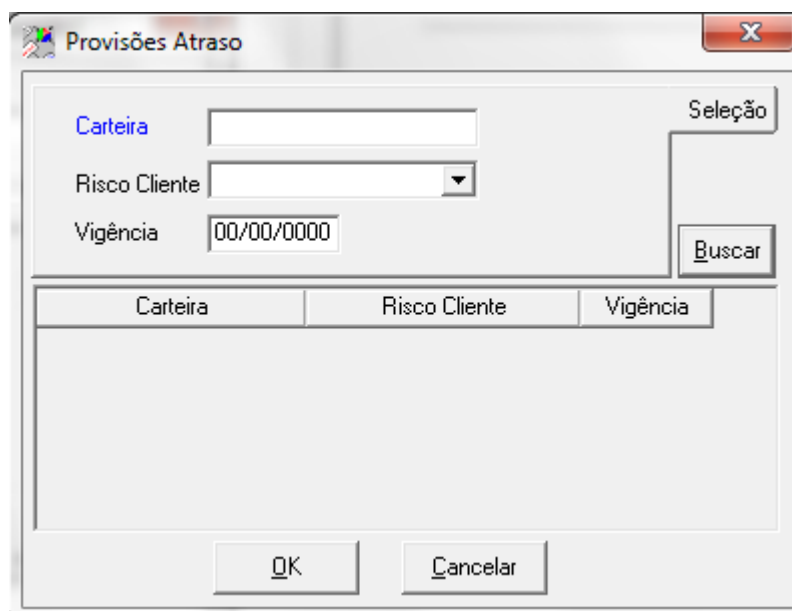 Provisões Atraso
Seleção
Carteira
Risco Cliente
Vigência 00/00/0000
Buscar
Carteira Risco Cliente Vigência
OK Cancelar